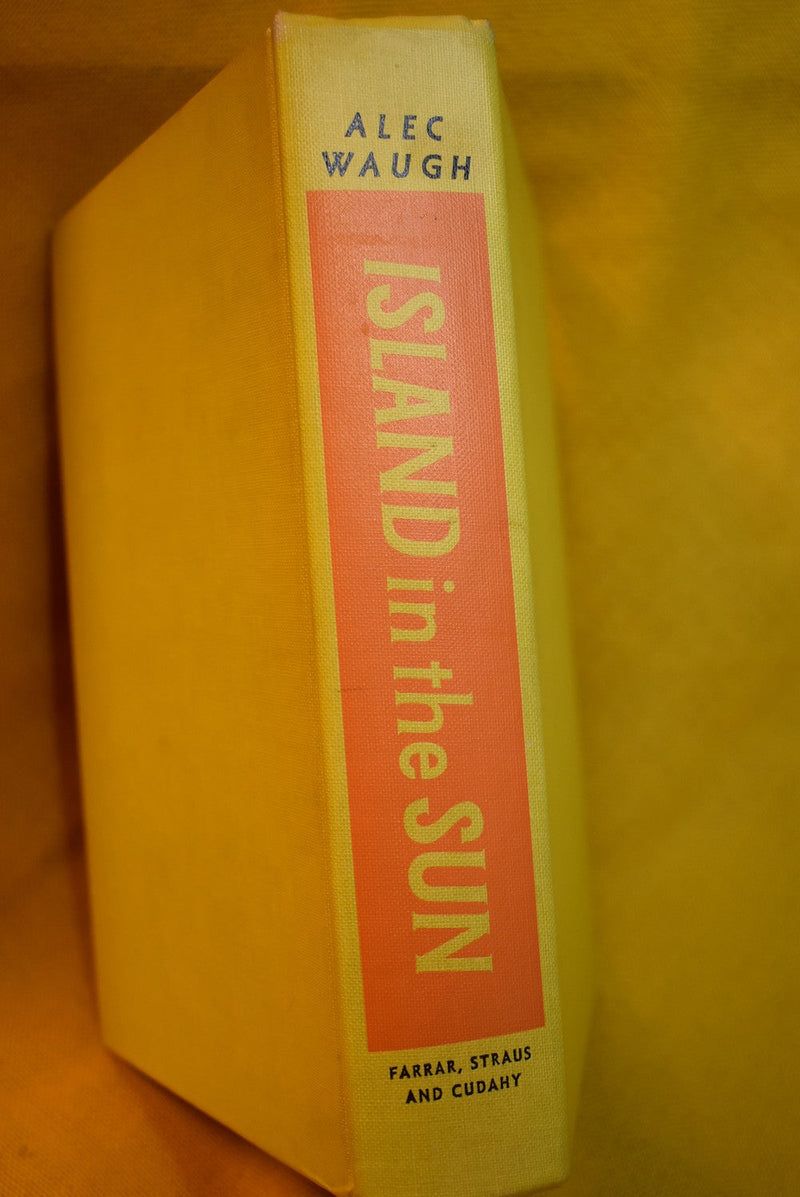 ALEC
WAUGH
ISLAND in the SUN
FARRAR, STRAUS
AND CUDAHY